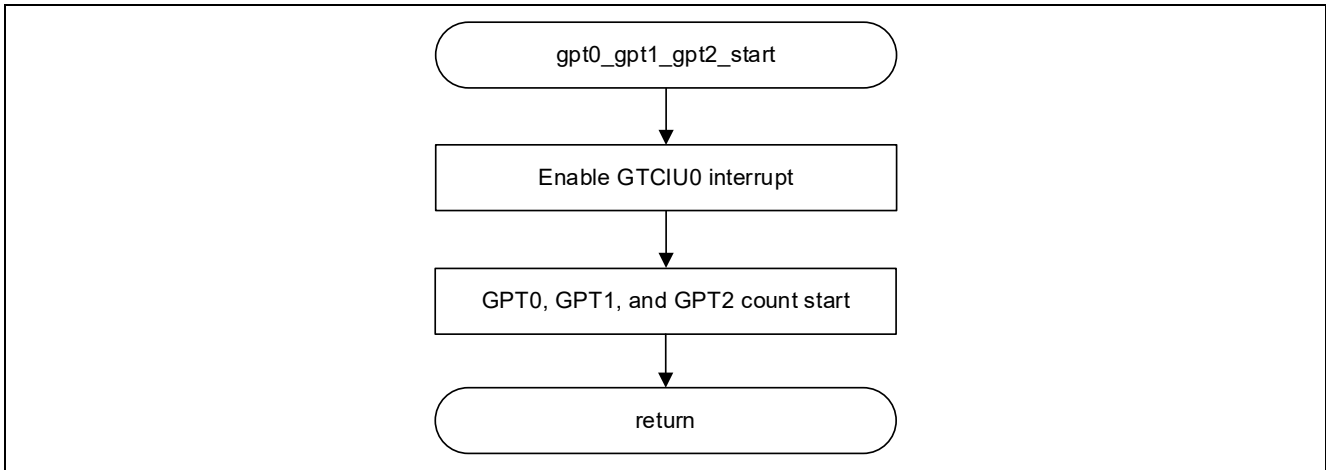 gpt0_gpt1_gpt2_start
Enable GTCIU0 interrupt
GPT0, GPT1, and GPT2 count start
return